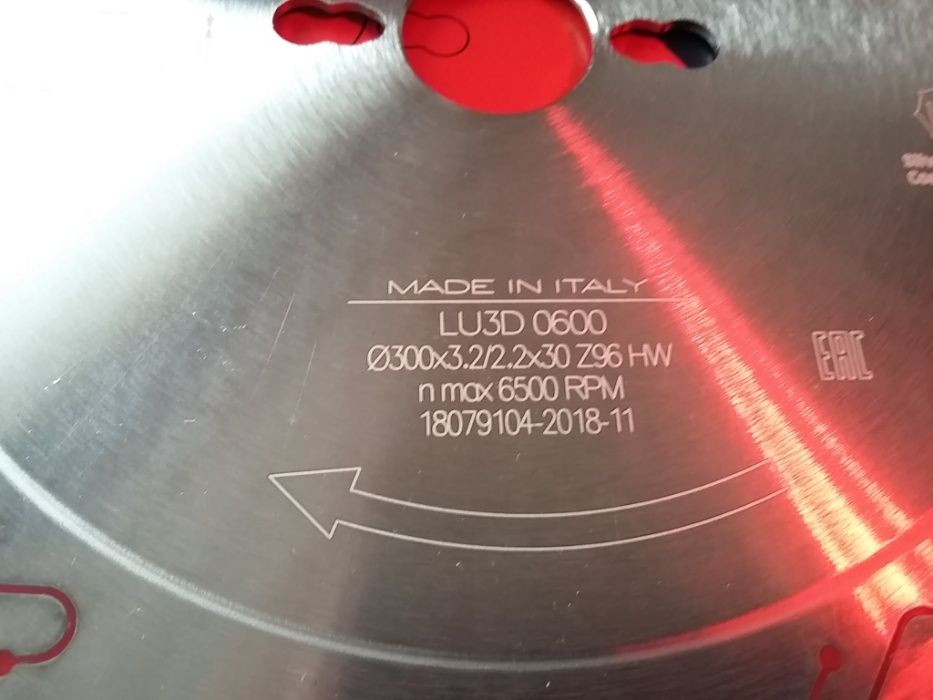 MADE IN ITALY
LU3D 0600
Ø300x3.2/2.2x30 Z96 HW
n max 6500 RPM
18079104-2018-11
EAC